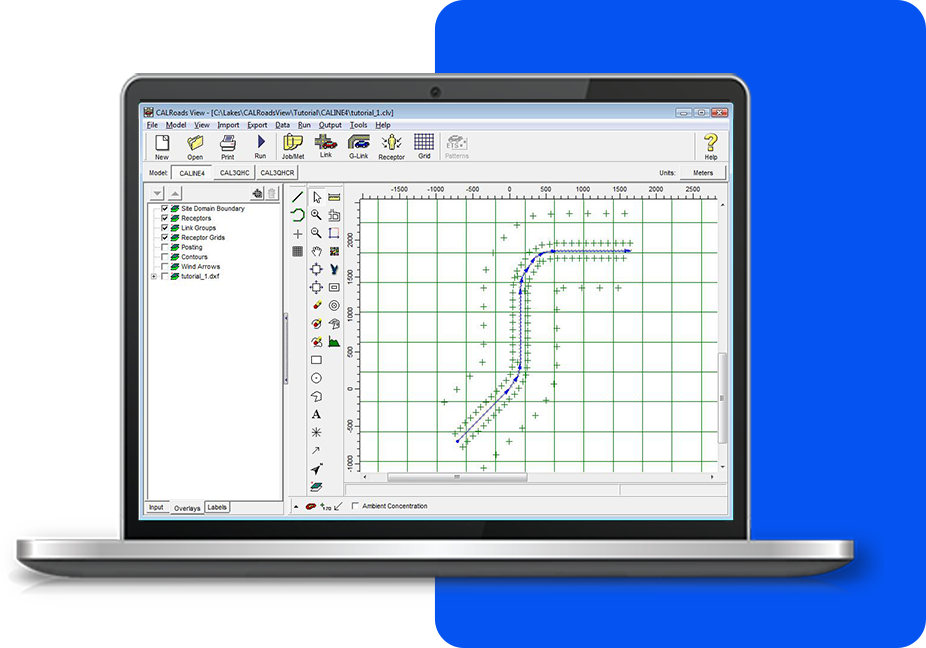 CALRoads View - [C:\Lakes\CALRoadsView\Tutorial\CALINE4\tutorial_1.clv]
File Model View Import Export Data Run Output Tools Help
New Open Print Run Job/Met Link G-Link Receptor Grid Patterns Help
Model: CALINE4 CAL3QHC CAL3QHCR Units: Meters
-1500 -1000 -500 0 500 1000 1500 2000 2500
Site Domain Boundary
Receptors
Link Groups
Receptor Grids
Posting
Contours
Wind Arrows
tutorial_1.dxf
2000
1500
1000
500
0
-500
-1000
A
Input Overlays Labels
Ambient Concentration